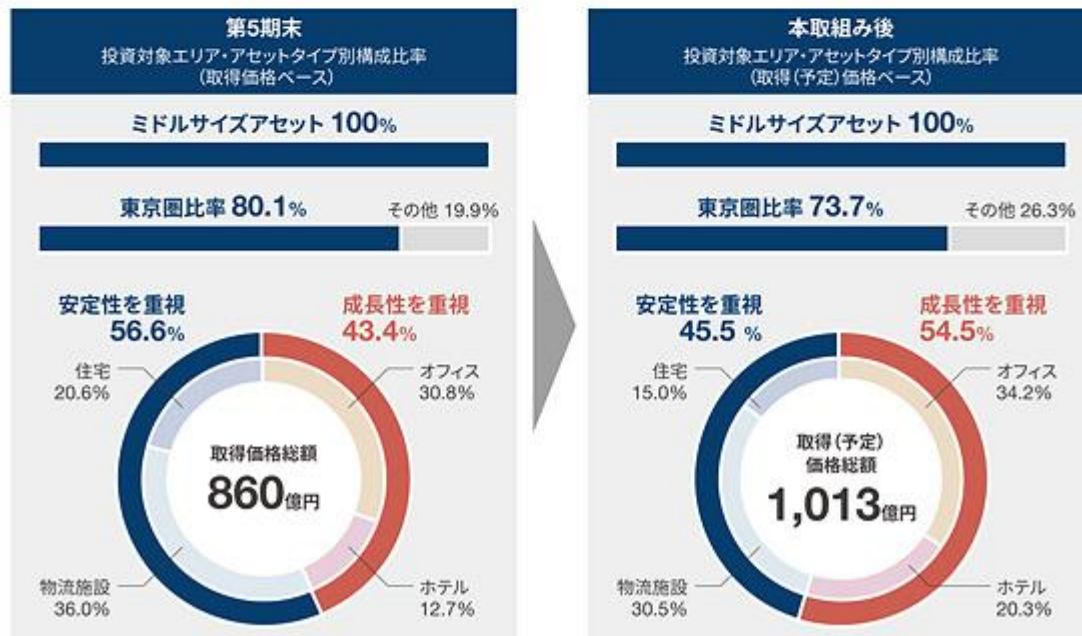 第5期末
投資対象エリア・アセットタイプ別構成比率
(取得価格ベース)
ミドルサイズアセット 100%
東京圏比率 80.1%
その他 19.9%
安定性を重視
56.6%
成長性を重視
43.4%
住宅
20.6%
オフィス
30.8%
取得価格総額
860億円
物流施設
36.0%
ホテル
12.7%
本取組み後
投資対象エリア・アセットタイプ別構成比率
(取得(予定)価格ベース)
ミドルサイズアセット 100%
東京圏比率 73.7%
その他 26.3%
安定性を重視
45.5 %
成長性を重視
54.5%
住宅
15.0%
オフィス
34.2%
取得(予定)
価格総額
1,013億円
物流施設
30.5%
ホテル
20.3%